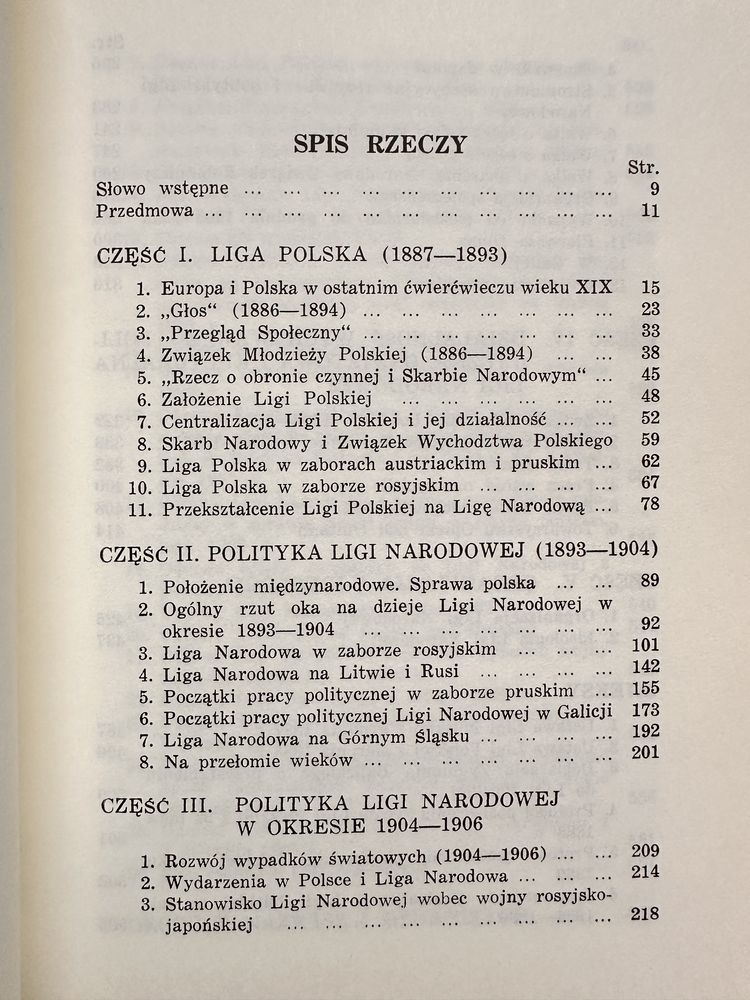 SPIS RZECZY
Str.
Słowo wstępne ... ... ... ... ... ... ... ... ... ... 9
Przedmowa ... ... ... ... ... ... ... ... ... ... ... 11
CZĘŚĆ I. LIGA POLSKA (1887—1893)
1. Europa i Polska w ostatnim ćwierćwieczu wieku XIX 15
2. „Głos“ (1886—1894) ... ... ... ... ... ... ... 23
3. „Przegląd Społeczny“ ... ... ... ... ... ... ... 33
4. Związek Młodzieży Polskiej (1886—1894) ... ... 38
5. „Rzecz o obronie czynnej i Skarbie Narodowym“ ... 45
6. Założenie Ligi Polskiej ... ... ... ... ... ... 48
7. Centralizacja Ligi Polskiej i jej działalność ... ... 52
8. Skarb Narodowy i Związek Wychodztwa Polskiego 59
9. Liga Polska w zaborach austriackim i pruskim ... 62
10. Liga Polska w zaborze rosyjskim ... ... ... ... 67
11. Przekształcenie Ligi Polskiej na Ligę Narodową ... 78
CZĘŚĆ II. POLITYKA LIGI NARODOWEJ (1893—1904)
1. Położenie międzynarodowe. Sprawa polska ... ... 89
2. Ogólny rzut oka na dzieje Ligi Narodowej w
okresie 1893—1904 ... ... ... ... ... ... ... 92
3. Liga Narodowa w zaborze rosyjskim ... ... ... 101
4. Liga Narodowa na Litwie i Rusi ... ... ... ... 142
5. Początki pracy politycznej w zaborze pruskim ... 155
6. Początki pracy politycznej Ligi Narodowej w Galicji 173
7. Liga Narodowa na Górnym Śląsku ... ... ... ... 192
8. Na przełomie wieków ... ... ... ... ... ... ... 201
CZĘŚĆ III. POLITYKA LIGI NARODOWEJ
W OKRESIE 1904—1906
1. Rozwój wypadków światowych (1904—1906) ... ... 209
2. Wydarzenia w Polsce i Liga Narodowa ... ... ... 214
3. Stanowisko Ligi Narodowej wobec wojny rosyjsko-
japońskiej ... ... ... ... ... ... ... ... ... 218